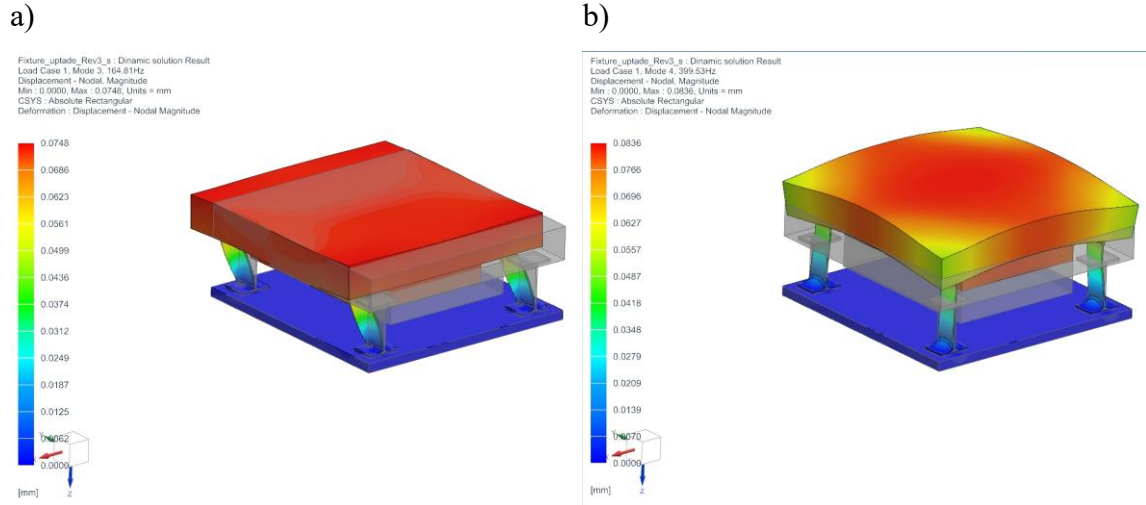 a)
Fixture_uptade_Rev3_s : Dinamic solution Result
Load Case 1, Mode 3, 164.81Hz
Displacement - Nodal, Magnitude
Min : 0.0000, Max : 0.0748, Units = mm
CSYS : Absolute Rectangular
Deformation : Displacement - Nodal Magnitude
0.0748
0.0686
0.0623
0.0561
0.0499
0.0436
0.0374
0.0312
0.0249
0.0187
0.0125
0.0062
0.0000
[mm]
Z
b)
Fixture_uptade_Rev3_s : Dinamic solution Result
Load Case 1, Mode 4, 399.53Hz
Displacement - Nodal, Magnitude
Min : 0.0000, Max : 0.0836, Units = mm
CSYS : Absolute Rectangular
Deformation : Displacement - Nodal Magnitude
0.0836
0.0766
0.0696
0.0627
0.0557
0.0487
0.0418
0.0348
0.0279
0.0209
0.0139
0.0070
0.0000
[mm]
Z